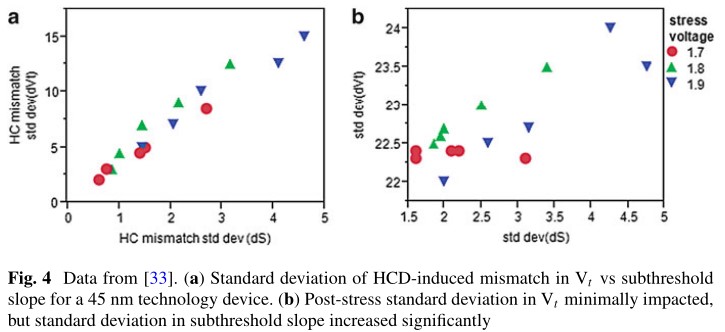 a
HC mismatch
std dev(dVt)
15
10
5
0
0 1 2 3 4 5
HC mismatch std dev (dS)
b
std dev(dVt)
24
23.5
23
22.5
22
1.5 2 2.5 3 3.5 4 4.5 5
std dev(dS)
stress
voltage
1.7
1.8
1.9
Fig. 4 Data from [33]. (a) Standard deviation of HCD-induced mismatch in Vt vs subthreshold
slope for a 45 nm technology device. (b) Post-stress standard deviation in Vt minimally impacted,
but standard deviation in subthreshold slope increased significantly